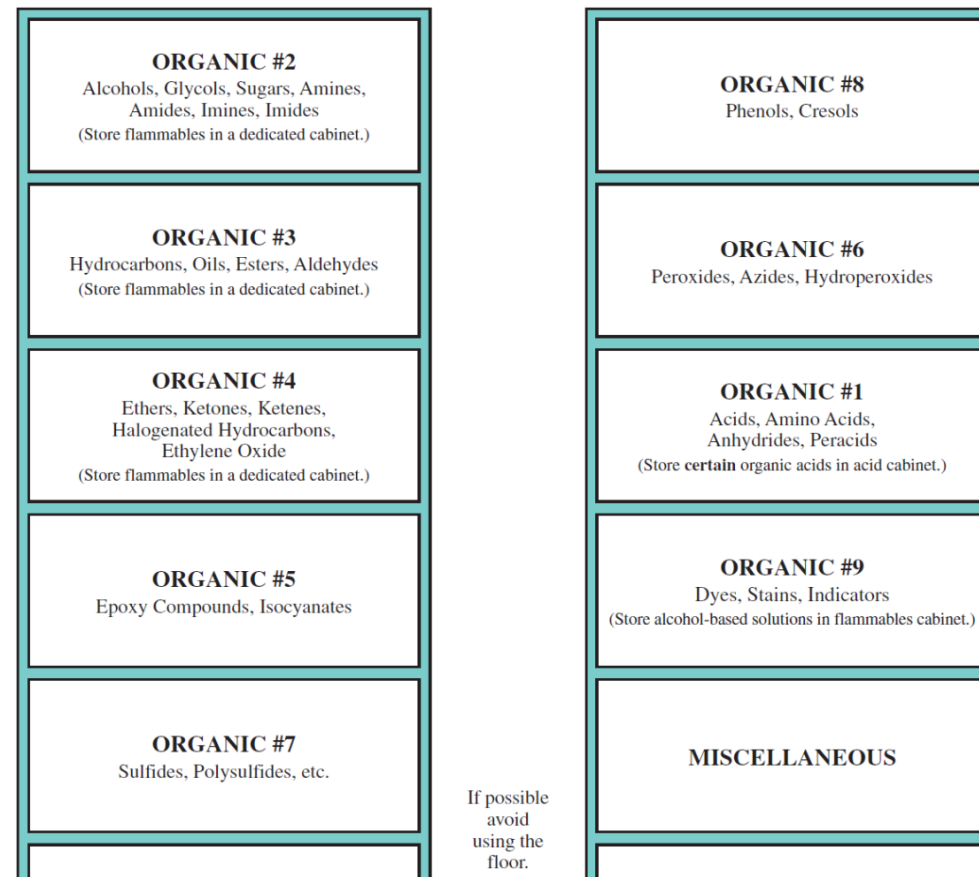 ORGANIC #2
Alcohols, Glycols, Sugars, Amines,
Amides, Imines, Imides
(Store flammables in a dedicated cabinet.)
ORGANIC #3
Hydrocarbons, Oils, Esters, Aldehydes
(Store flammables in a dedicated cabinet.)
ORGANIC #4
Ethers, Ketones, Ketenes,
Halogenated Hydrocarbons,
Ethylene Oxide
(Store flammables in a dedicated cabinet.)
ORGANIC #5
Epoxy Compounds, Isocyanates
ORGANIC #7
Sulfides, Polysulfides, etc.
If possible
avoid
using the
floor.
ORGANIC #8
Phenols, Cresols
ORGANIC #6
Peroxides, Azides, Hydroperoxides
ORGANIC #1
Acids, Amino Acids,
Anhydrides, Peracids
(Store certain organic acids in acid cabinet.)
ORGANIC #9
Dyes, Stains, Indicators
(Store alcohol-based solutions in flammables cabinet.)
MISCELLANEOUS